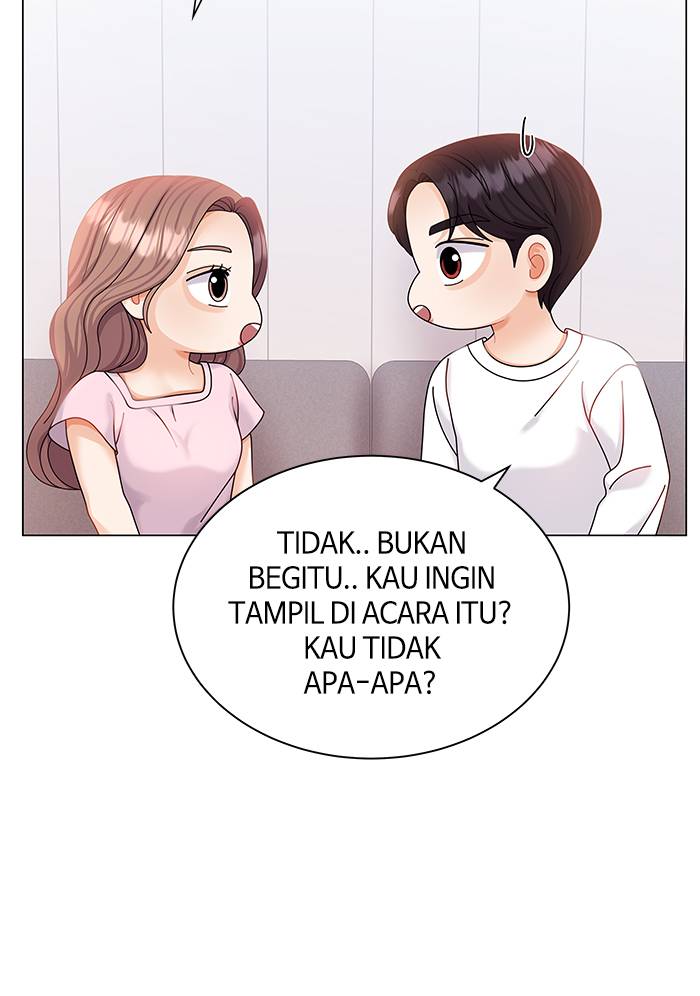 TIDAK.. BUKAN
BEGITU.. KAU INGIN
TAMPIL DI ACARA ITU?
KAU TIDAK
APA-APA?